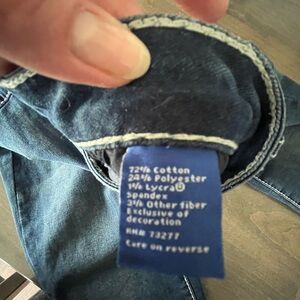 72% Cotton
24% Polyester
1% Lycra®
Spandex
3% Other fiber
Exclusive of
decoration
RN# 73277
Care on reverse